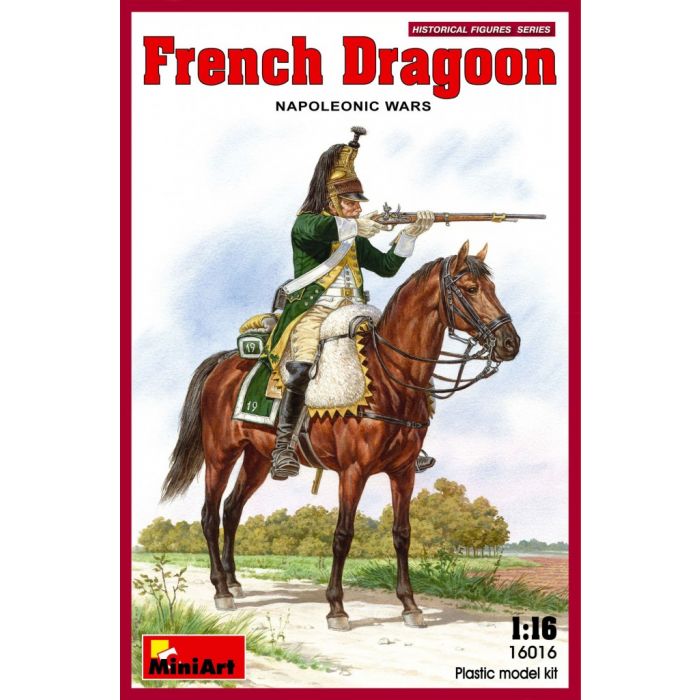 HISTORICAL FIGURES SERIES
French Dragoon
NAPOLEONIC WARS
19
19
1:16
16016
MiniArt
Plastic model kit